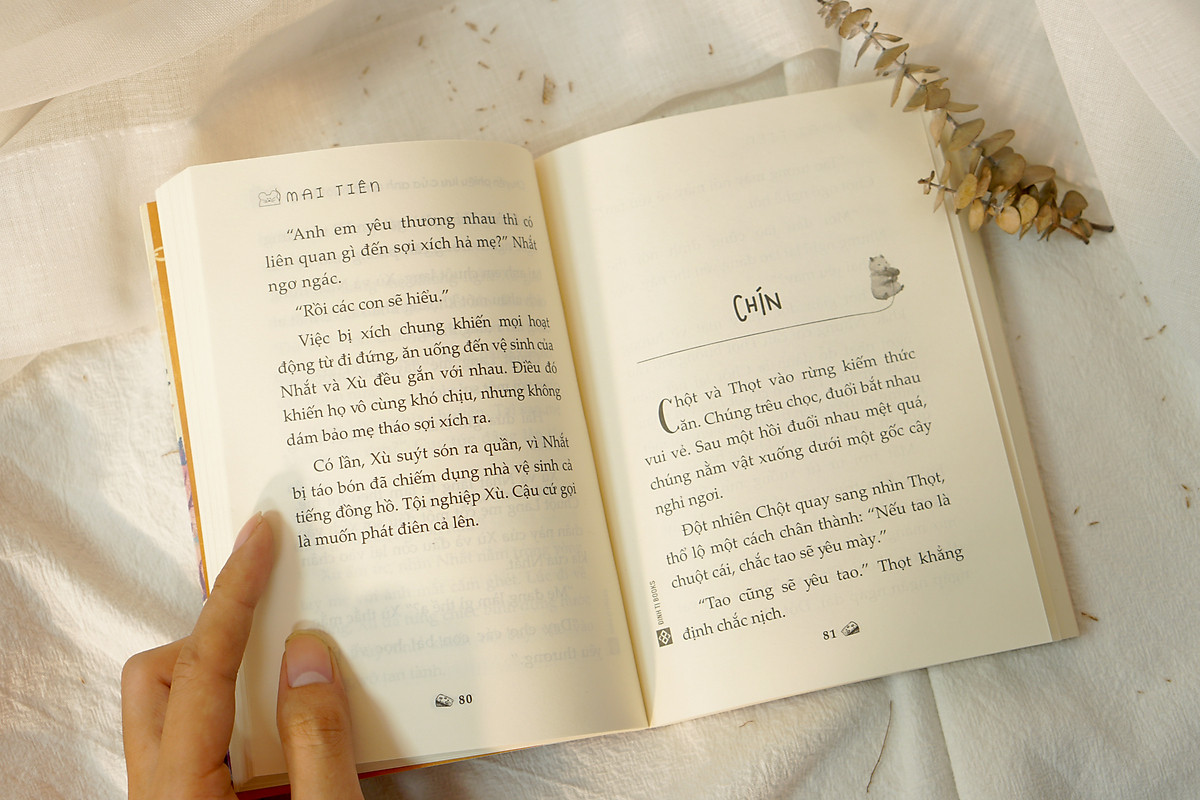 MAI TIÊN
“Anh em yêu thương nhau thì có
liên quan gì đến sợi xích hả mẹ?” Nhắt
ngơ ngác.
“Rồi các con sẽ hiểu.”
Việc bị xích chung khiến mọi hoạt
động từ đi đứng, ăn uống đến vệ sinh của
Nhắt và Xù đều gắn với nhau. Điều đó
khiến họ vô cùng khó chịu, nhưng không
dám bảo mẹ tháo sợi xích ra.
Có lần, Xù suýt són ra quần, vì Nhắt
bị táo bón đã chiếm dụng nhà vệ sinh cả
tiếng đồng hồ. Tội nghiệp Xù. Cậu cứ gọi
là muốn phát điên cả lên.
80
CHÍN
Chột và Thọt vào rừng kiếm thức
ăn. Chúng trêu chọc, đuổi bắt nhau
vui vẻ. Sau một hồi đuổi nhau mệt quá,
chúng nằm vật xuống dưới một gốc cây
nghỉ ngơi.
Đột nhiên Chột quay sang nhìn Thọt,
thổ lộ một cách chân thành: “Nếu tao là
chuột cái, chắc tao sẽ yêu mày.”
“Tao cũng sẽ yêu tao.” Thọt khẳng
định chắc nịch.
ĐINH TỊ BOOKS
81